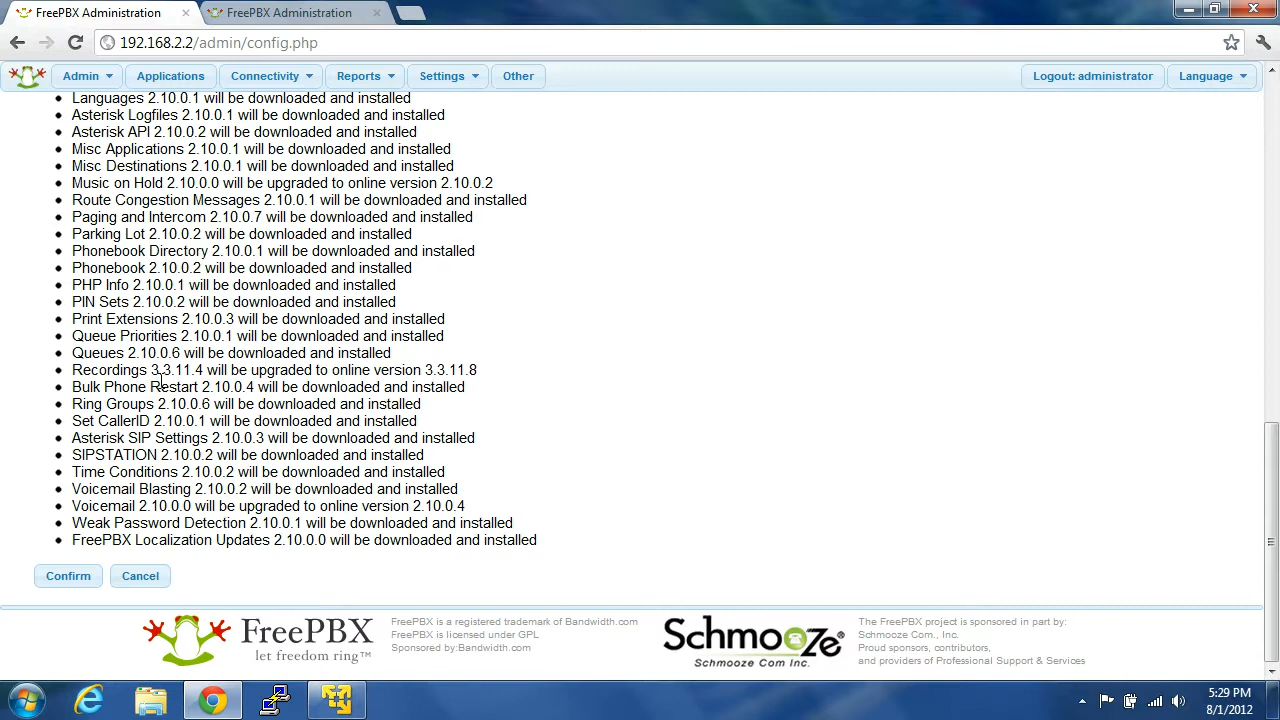 FreePBX Administration
FreePBX Administration
192.168.2.2/admin/config.php
Admin Applications Connectivity Reports Settings Other Logout: administrator Language
Languages 2.10.0.1 will be downloaded and installed
Asterisk Logfiles 2.10.0.1 will be downloaded and installed
Asterisk API 2.10.0.2 will be downloaded and installed
Misc Applications 2.10.0.1 will be downloaded and installed
Misc Destinations 2.10.0.1 will be downloaded and installed
Music on Hold 2.10.0.0 will be upgraded to online version 2.10.0.2
Route Congestion Messages 2.10.0.1 will be downloaded and installed
Paging and Intercom 2.10.0.7 will be downloaded and installed
Parking Lot 2.10.0.2 will be downloaded and installed
Phonebook Directory 2.10.0.1 will be downloaded and installed
Phonebook 2.10.0.2 will be downloaded and installed
PHP Info 2.10.0.1 will be downloaded and installed
PIN Sets 2.10.0.2 will be downloaded and installed
Print Extensions 2.10.0.3 will be downloaded and installed
Queue Priorities 2.10.0.1 will be downloaded and installed
Queues 2.10.0.6 will be downloaded and installed
Recordings 3.3.11.4 will be upgraded to online version 3.3.11.8
Bulk Phone Restart 2.10.0.4 will be downloaded and installed
Ring Groups 2.10.0.6 will be downloaded and installed
Set CallerID 2.10.0.1 will be downloaded and installed
Asterisk SIP Settings 2.10.0.3 will be downloaded and installed
SIPSTATION 2.10.0.2 will be downloaded and installed
Time Conditions 2.10.0.2 will be downloaded and installed
Voicemail Blasting 2.10.0.2 will be downloaded and installed
Voicemail 2.10.0.0 will be upgraded to online version 2.10.0.4
Weak Password Detection 2.10.0.1 will be downloaded and installed
FreePBX Localization Updates 2.10.0.0 will be downloaded and installed
Confirm Cancel
FreePBX
let freedom ring™
FreePBX is a registered trademark of Bandwidth.com
FreePBX is licensed under GPL
Sponsored by:Bandwidth.com
Schmooze
Schmooze Com Inc.
The FreePBX project is sponsored in part by:
Schmooze Com., Inc.
Proud sponsors, contributors,
and providers of Professional Support & Services
5:29 PM
8/1/2012